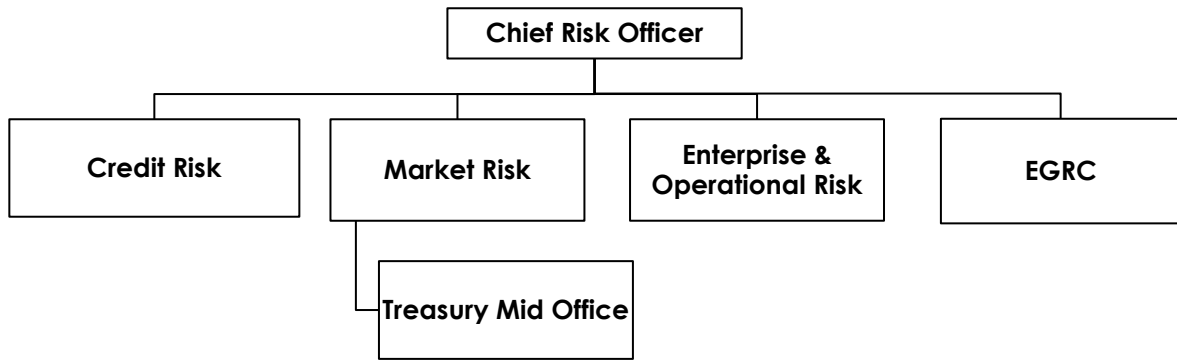 Chief Risk Officer
Credit Risk
Market Risk
Enterprise &
Operational Risk
EGRC
Treasury Mid Office